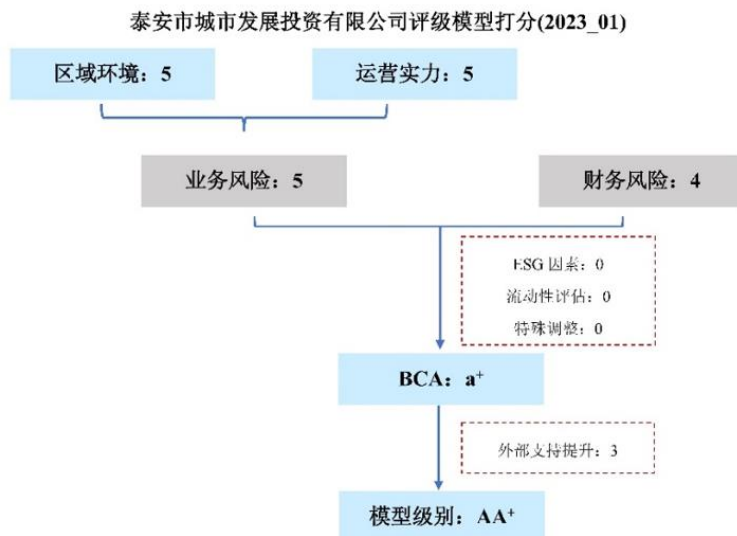 泰安市城市发展投资有限公司评级模型打分(2023_01)
区域环境：5
运营实力：5
业务风险：5
财务风险：4
ESG 因素：0
流动性评估：0
特殊调整：0
BCA：a⁺
外部支持提升：3
模型级别：AA⁺